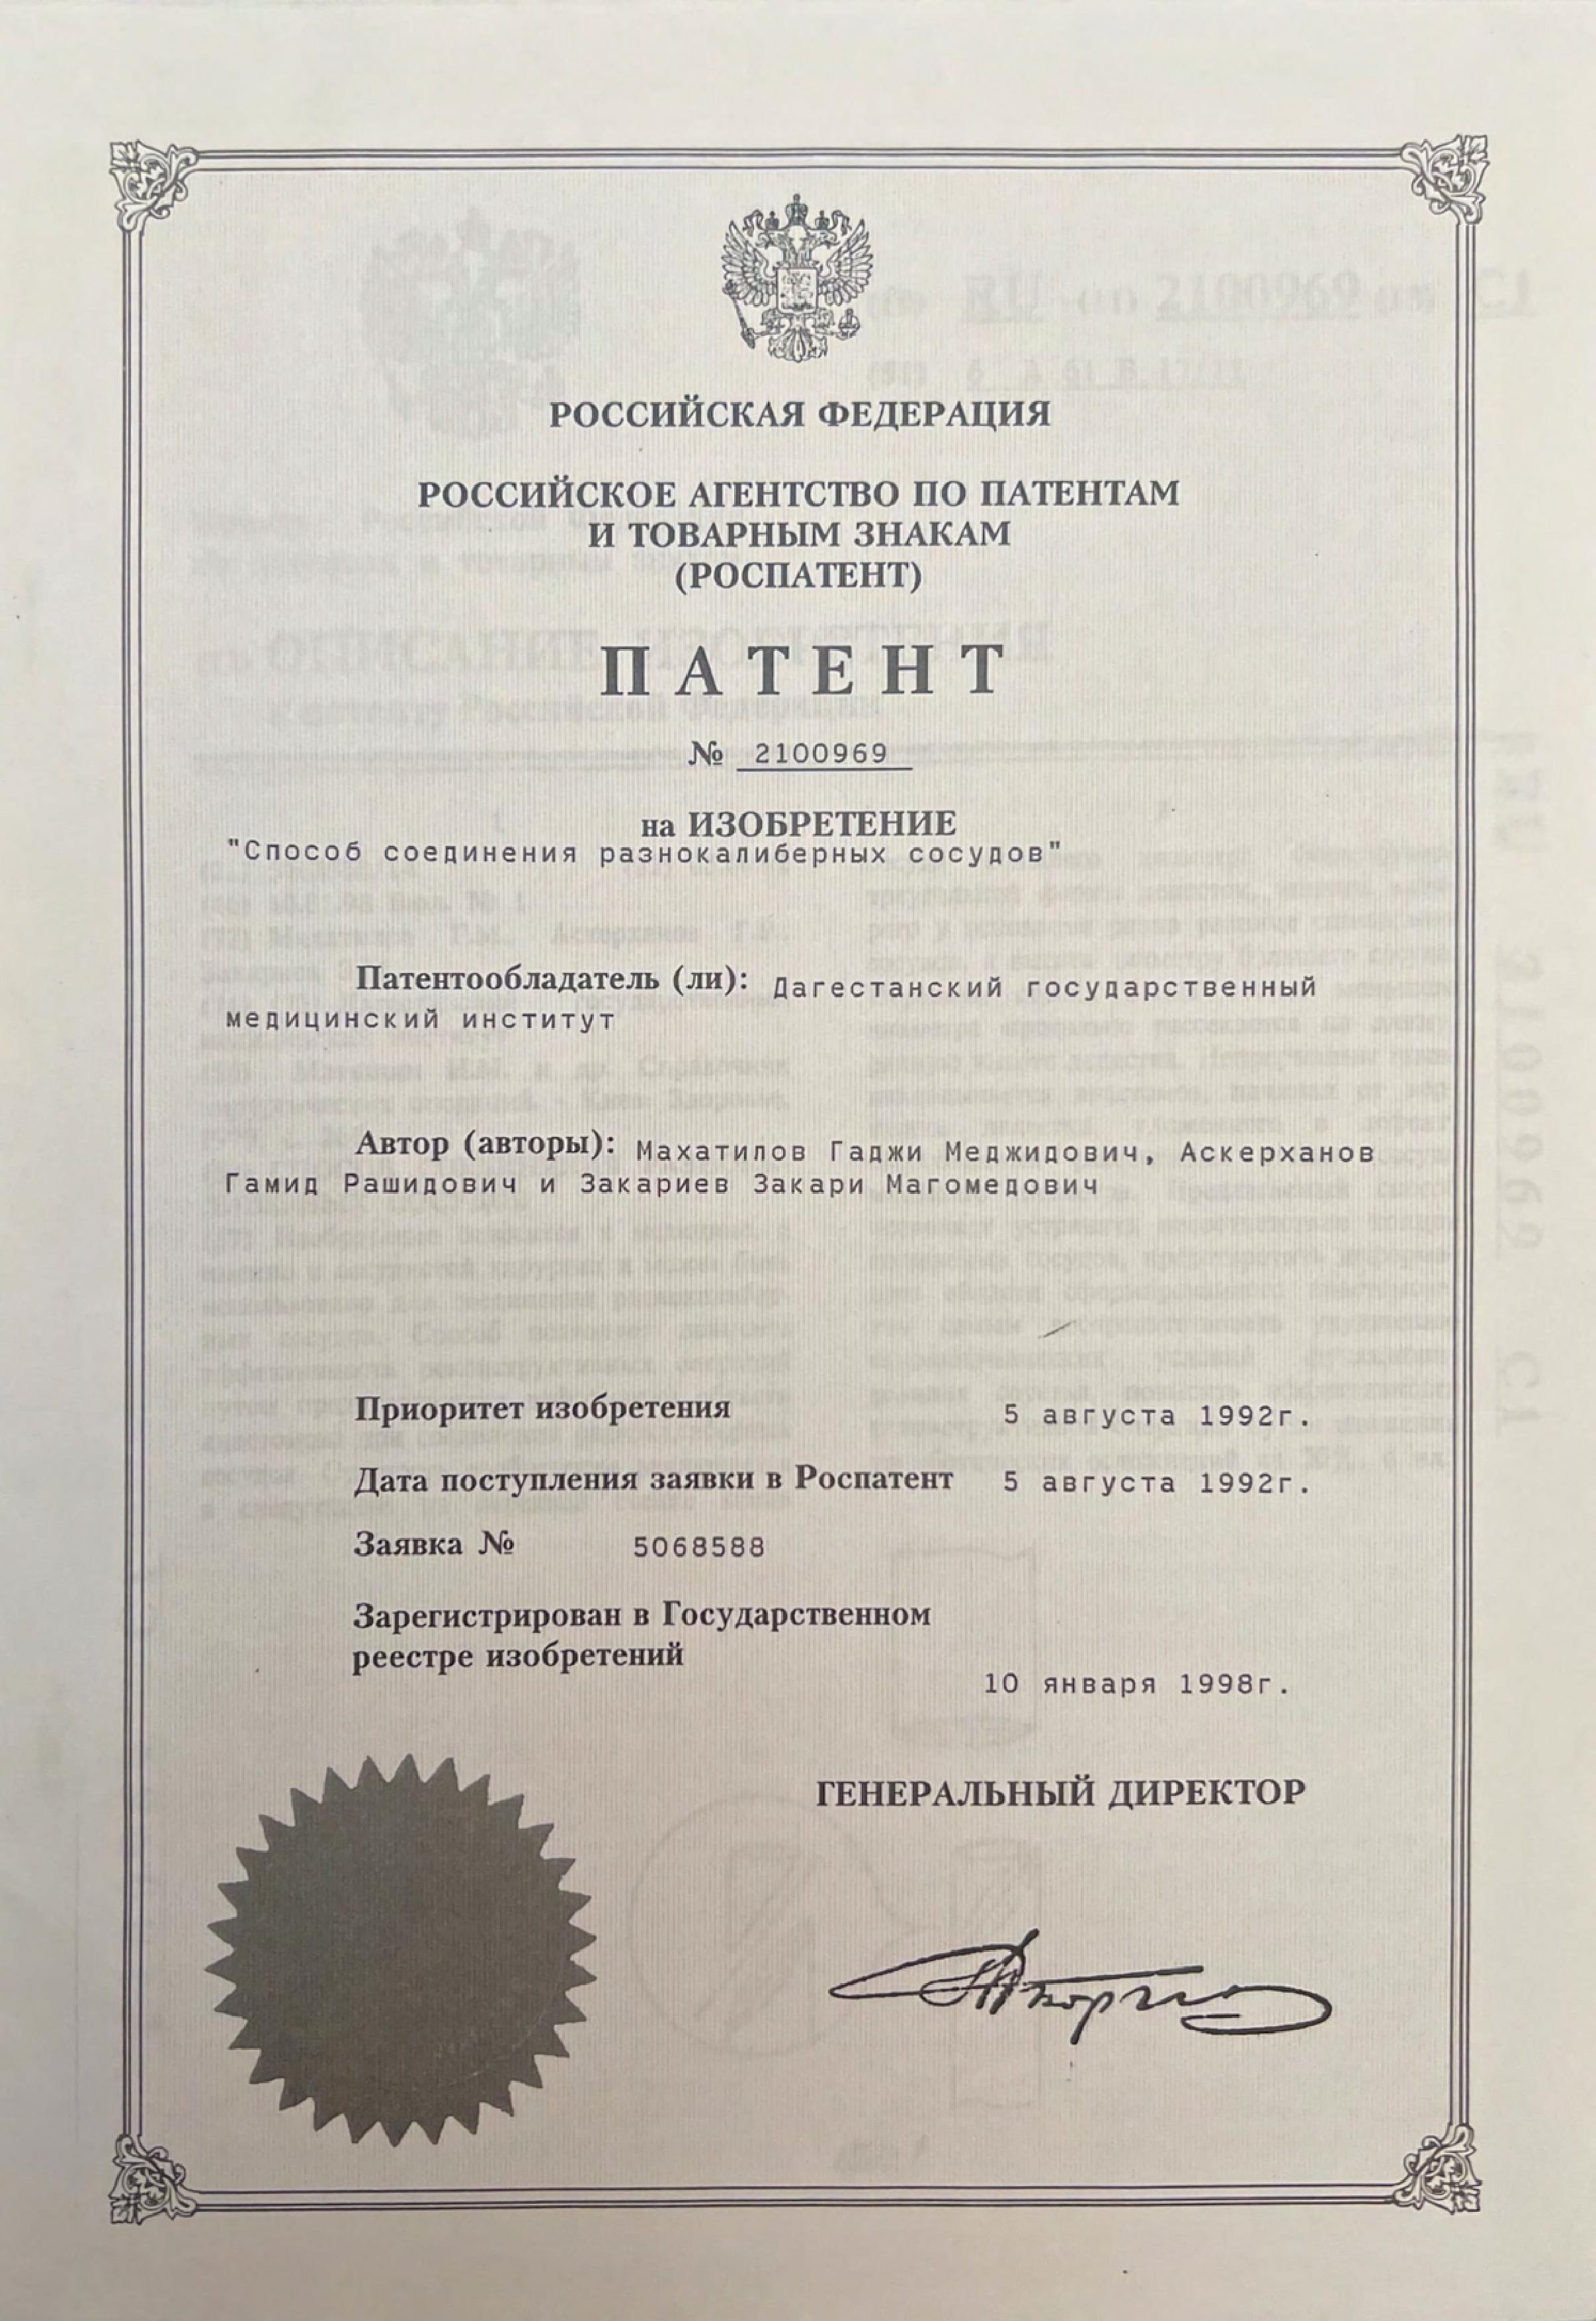 РОССИЙСКАЯ ФЕДЕРАЦИЯ
РОССИЙСКОЕ АГЕНТСТВО ПО ПАТЕНТАМ
И ТОВАРНЫМ ЗНАКАМ
(РОСПАТЕНТ)
ПАТЕНТ
№ 2100969
на ИЗОБРЕТЕНИЕ
"Способ соединения разнокалиберных сосудов"
Патентообладатель (ли): Дагестанский государственный
медицинский институт
Автор (авторы): Махатилов Гаджи Меджидович, Аскерханов
Гамид Рашидович и Закариев Закари Магомедович
Приоритет изобретения 5 августа 1992г.
Дата поступления заявки в Роспатент 5 августа 1992г.
Заявка № 5068588
Зарегистрирован в Государственном
реестре изобретений
10 января 1998г.
ГЕНЕРАЛЬНЫЙ ДИРЕКТОР